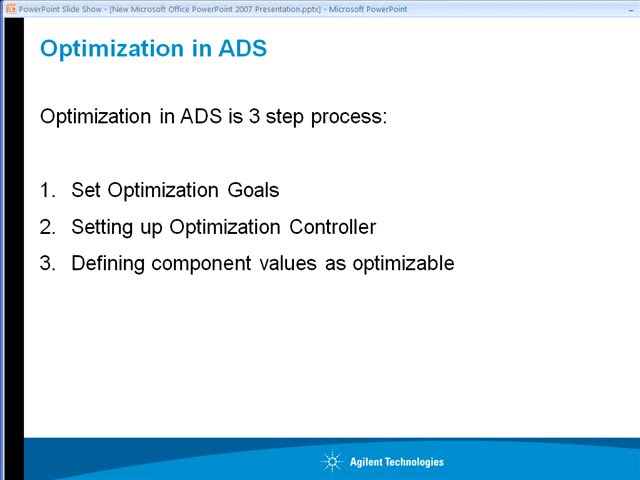 PowerPoint Slide Show - [New Microsoft Office PowerPoint 2007 Presentation.pptx] - Microsoft PowerPoint
Optimization in ADS
Optimization in ADS is 3 step process:
1. Set Optimization Goals
2. Setting up Optimization Controller
3. Defining component values as optimizable
Agilent Technologies